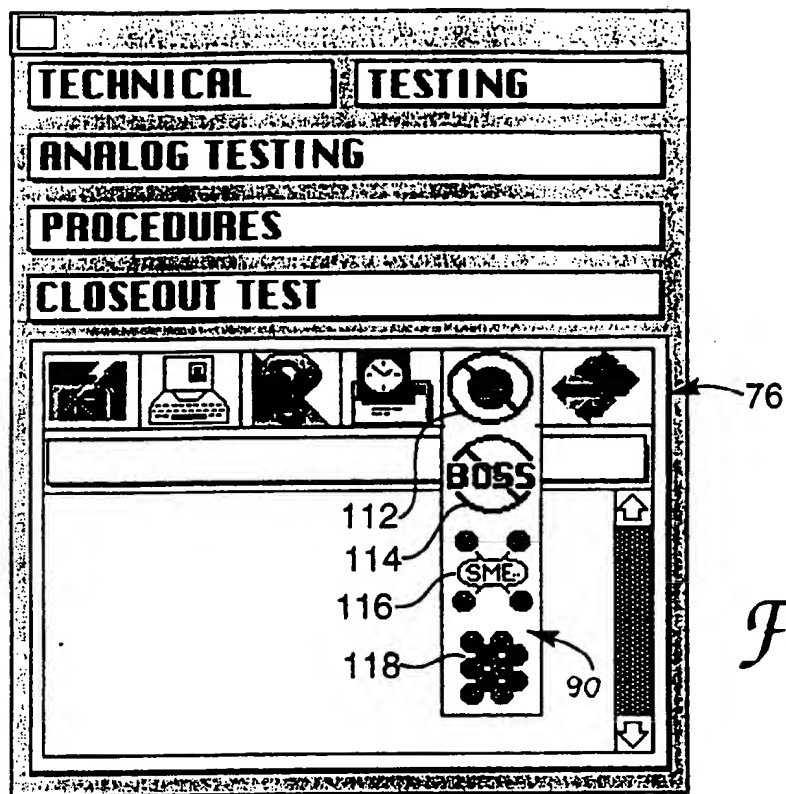 TECHNICAL TESTING
ANALOG TESTING
PROCEDURES
CLOSEOUT TEST
76
BOSS
112
114
SME
116
118
90
F